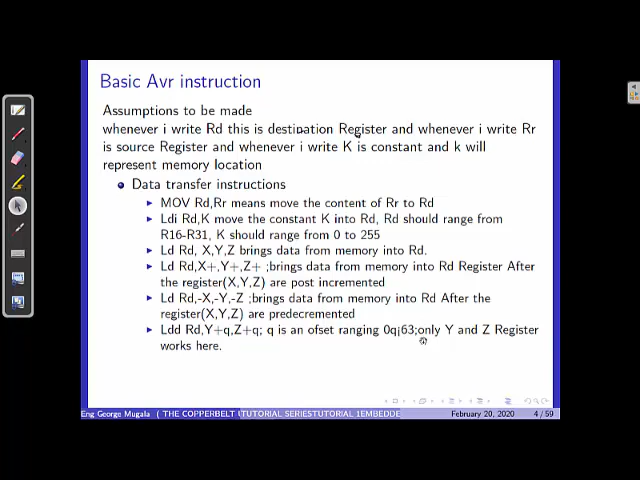 Basic Avr instruction
Assumptions to be made
whenever i write Rd this is destination Register and whenever i write Rr
is source Register and whenever i write K is constant and k will
represent memory location
Data transfer instructions
MOV Rd,Rr means move the content of Rr to Rd
Ldi Rd,K move the constant K into Rd, Rd should range from
R16-R31, K should range from 0 to 255
Ld Rd, X,Y,Z brings data from memory into Rd.
Ld Rd,X+,Y+,Z+ ;brings data from memory into Rd Register After
the register(X,Y,Z) are post incremented
Ld Rd,-X,-Y,-Z ;brings data from memory into Rd After the
register(X,Y,Z) are predecremented
Ldd Rd,Y+q,Z+q; q is an ofset ranging 0q¡63;only Y and Z Register
works here.
Eng George Mugala ( THE COPPERBELT U TUTORIAL SERIESTUTORIAL 1EMBEDDE February 20, 2020 4 / 59